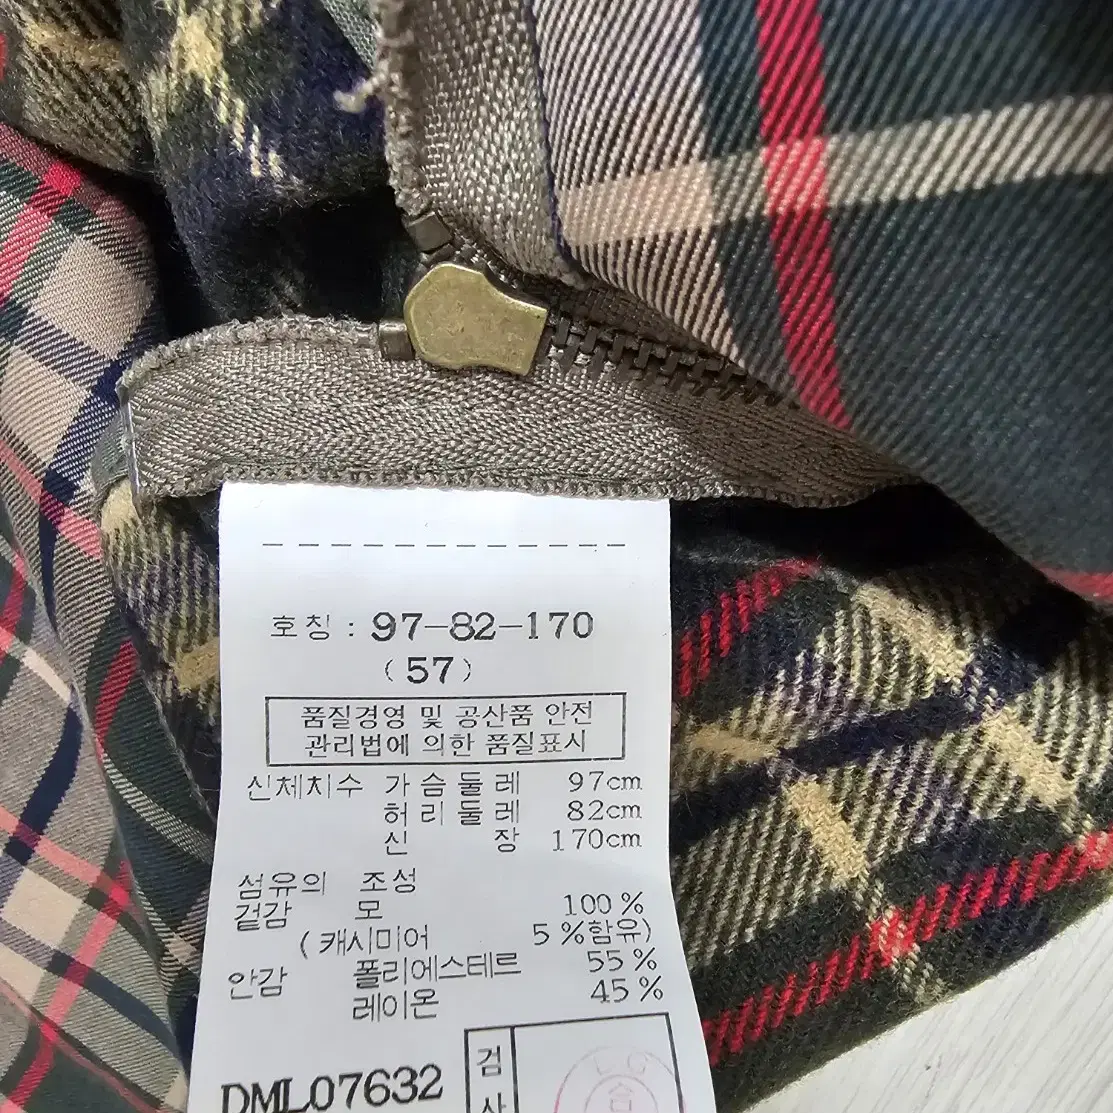 호칭 : 97-82-170
(57)
품질경영 및 공산품 안전
관리법에 의한 품질표시
신체치수 가슴둘레 97cm
허리둘레 82cm
신장 170cm
섬유의 조성
겉감 모 100%
(캐시미어 5%함유)
안감 폴리에스테르 55%
레이온 45%
DML07632
검
사
LG